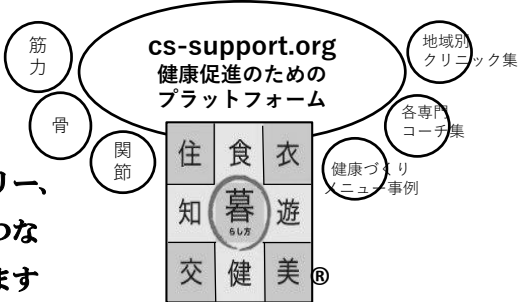 cs-support.org
健康促進のための
プラットフォーム
筋
力
骨
関
節
地域別
クリニック集
各専門
コーチ集
健康づくり
メニュー事例
住 食 衣
知 暮 遊
らし方
交 健 美 ®
リー、
つな
ます